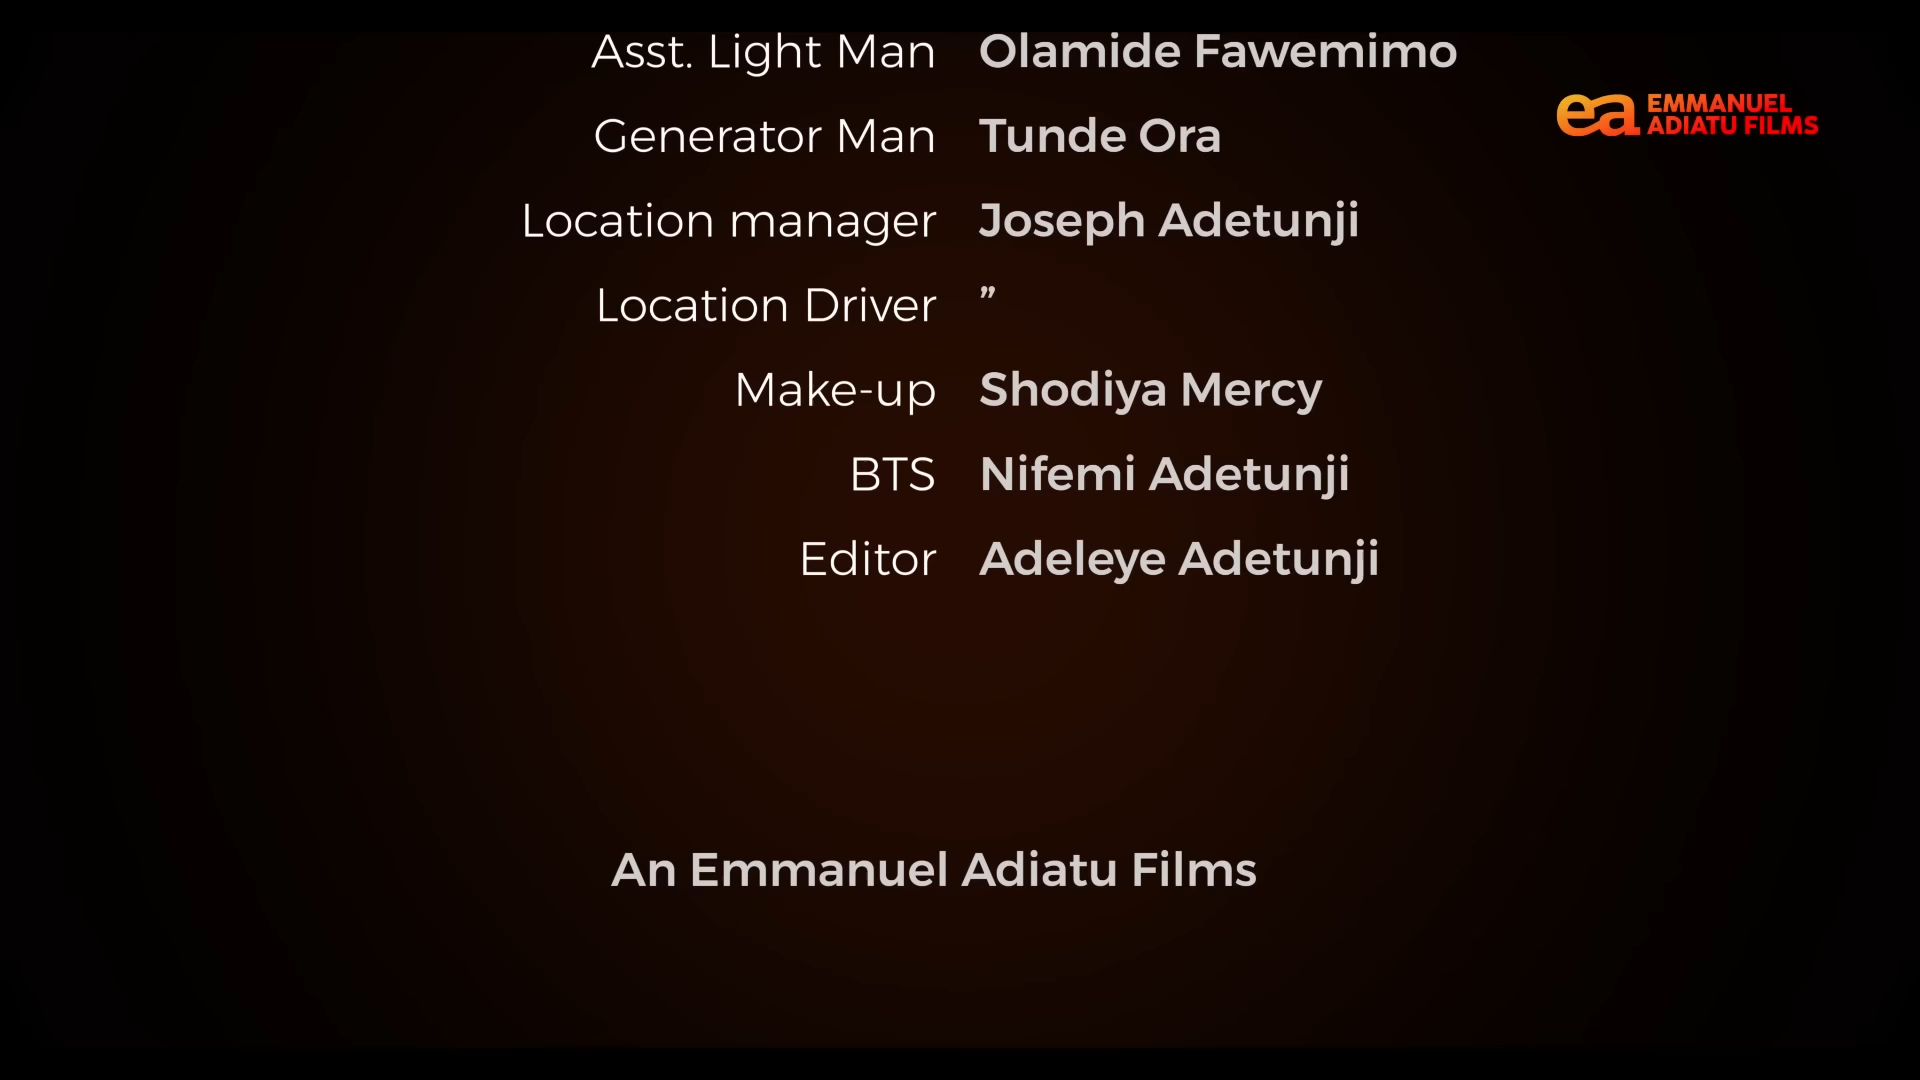 Asst. Light Man Olamide Fawemimo
ea EMMANUEL
ADIATU FILMS
Generator Man Tunde Ora
Location manager Joseph Adetunji
Location Driver ”
Make-up Shodiya Mercy
BTS Nifemi Adetunji
Editor Adeleye Adetunji
An Emmanuel Adiatu Films